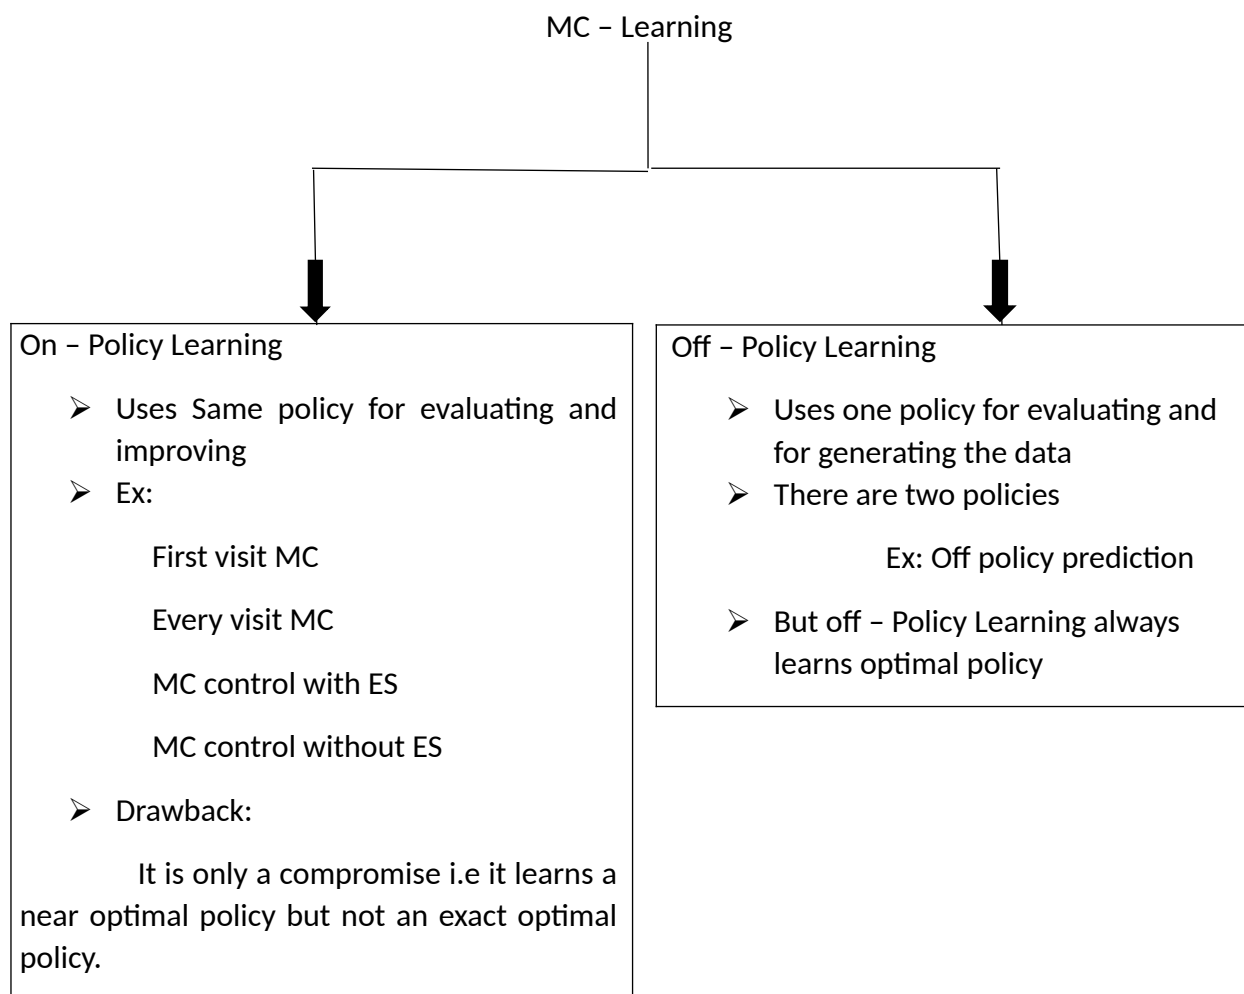 MC – Learning
On – Policy Learning
➢ Uses Same policy for evaluating and
improving
➢ Ex:
First visit MC
Every visit MC
MC control with ES
MC control without ES
➢ Drawback:
It is only a compromise i.e it learns a
near optimal policy but not an exact optimal
policy.
Off – Policy Learning
➢ Uses one policy for evaluating and
for generating the data
➢ There are two policies
Ex: Off policy prediction
➢ But off – Policy Learning always
learns optimal policy